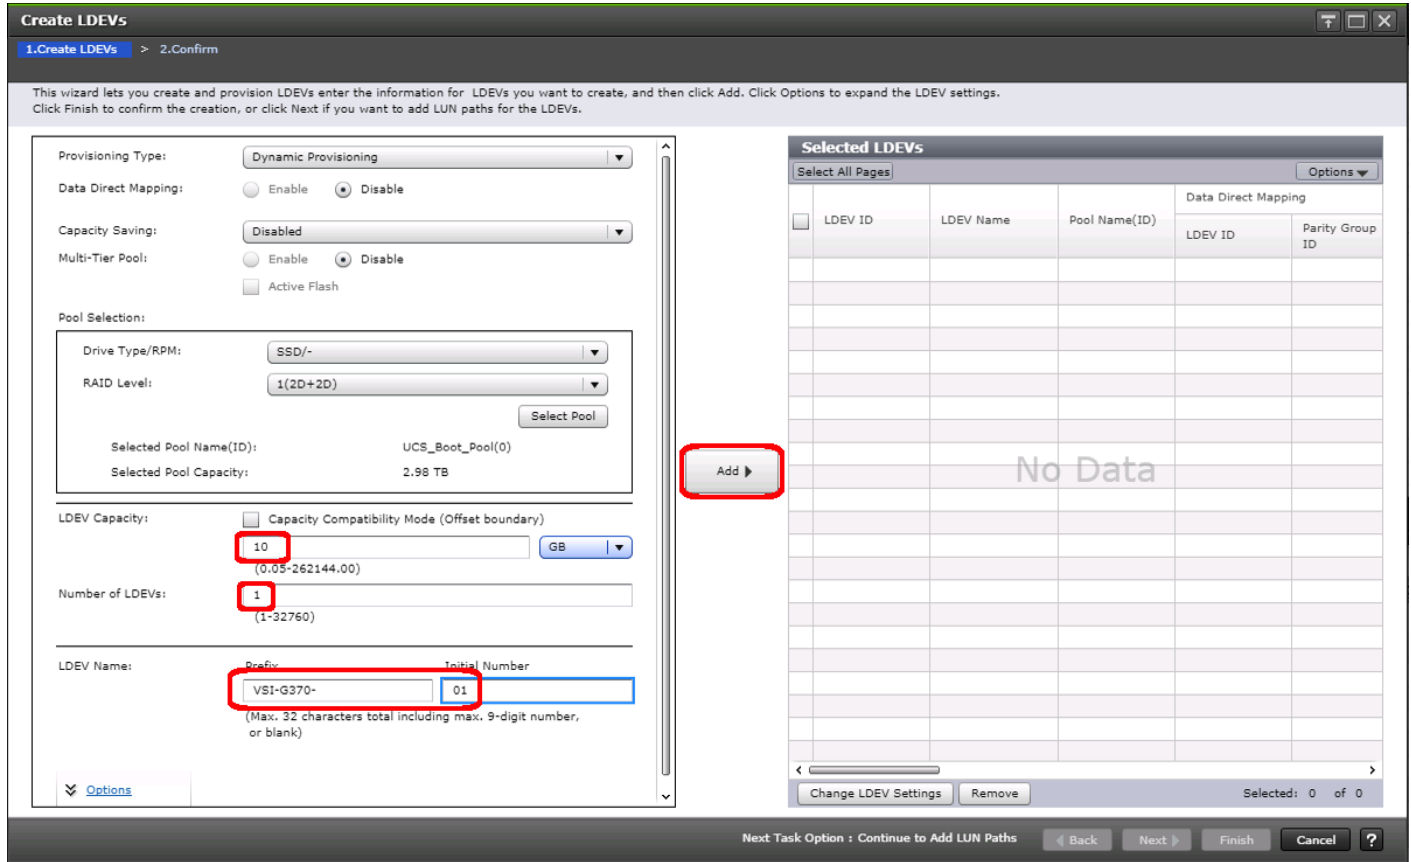 Create LDEVs
1.Create LDEVs > 2.Confirm
This wizard lets you create and provision LDEVs enter the information for LDEVs you want to create, and then click Add. Click Options to expand the LDEV settings.
Click Finish to confirm the creation, or click Next if you want to add LUN paths for the LDEVs.
Provisioning Type: Dynamic Provisioning
Data Direct Mapping: Enable Disable
Capacity Saving: Disabled
Multi-Tier Pool: Enable Disable
Active Flash
Pool Selection:
Drive Type/RPM: SSD/-
RAID Level: 1(2D+2D)
Select Pool
Selected Pool Name(ID): UCS_Boot_Pool(0)
Selected Pool Capacity: 2.98 TB
LDEV Capacity: Capacity Compatibility Mode (Offset boundary)
10 GB
(0.05-262144.00)
Number of LDEVs: 1
(1-32760)
LDEV Name: Prefix Initial Number
VSI-G370- 01
(Max. 32 characters total including max. 9-digit number,
or blank)
Options
Add
Selected LDEVs
Select All Pages Options
LDEV ID LDEV Name Pool Name(ID) Data Direct Mapping
LDEV ID Parity Group
ID
No Data
Change LDEV Settings Remove Selected: 0 of 0
Next Task Option : Continue to Add LUN Paths Back Next Finish Cancel ?